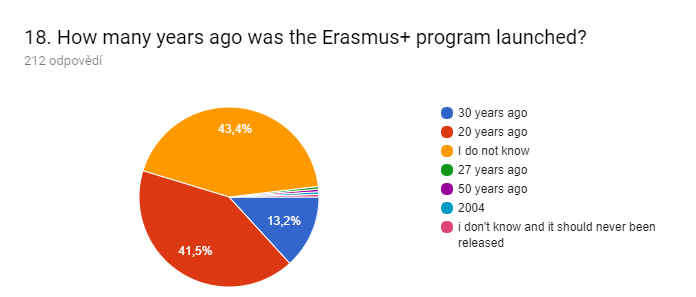 18. How many years ago was the Erasmus+ program launched?
212 odpovědí
43,4%
13,2%
41,5%
30 years ago
20 years ago
I do not know
27 years ago
50 years ago
2004
i don't know and it should never been
released